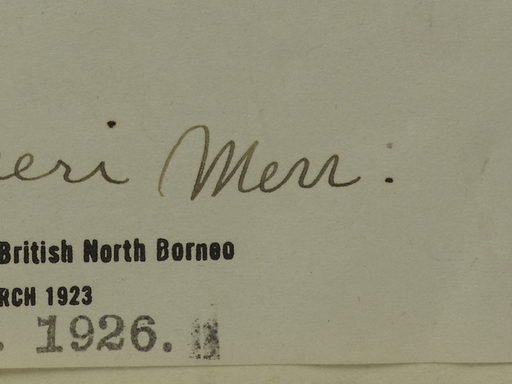 eri Merr.
British North Borneo
RCH 1923
. 1926.